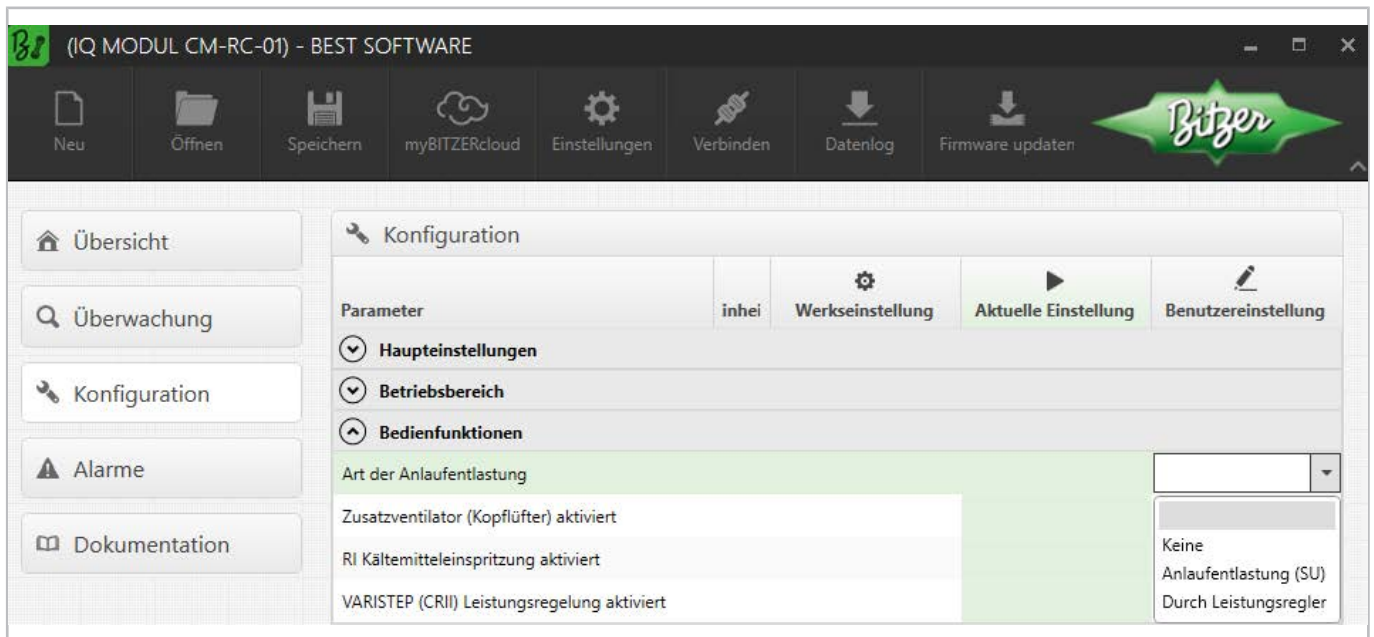 (IQ MODUL CM-RC-01) - BEST SOFTWARE
Neu
Öffnen
Speichern
myBITZERcloud
Einstellungen
Verbinden
Datenlog
Firmware updaten
Bitzer
Übersicht
Überwachung
Konfiguration
Alarme
Dokumentation
Konfiguration
Parameter
inhei
Werkseinstellung
Aktuelle Einstellung
Benutzereinstellung
Haupteinstellungen
Betriebsbereich
Bedienfunktionen
Art der Anlaufentlastung
Zusatzventilator (Kopflüfter) aktiviert
RI Kältemitteleinspritzung aktiviert
VARISTEP (CRII) Leistungsregelung aktiviert
Keine
Anlaufentlastung (SU)
Durch Leistungsregler